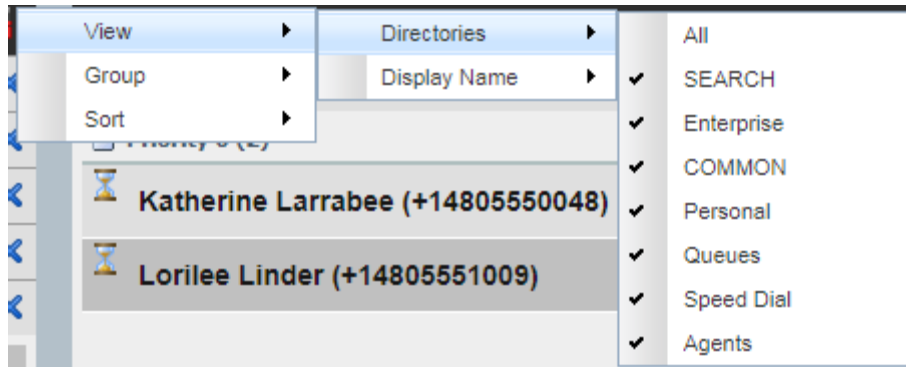 View
Group
Sort
Directories
Display Name
All
SEARCH
Enterprise
COMMON
Personal
Queues
Speed Dial
Agents
Katherine Larrabee (+14805550048)
Lorilee Linder (+14805551009)